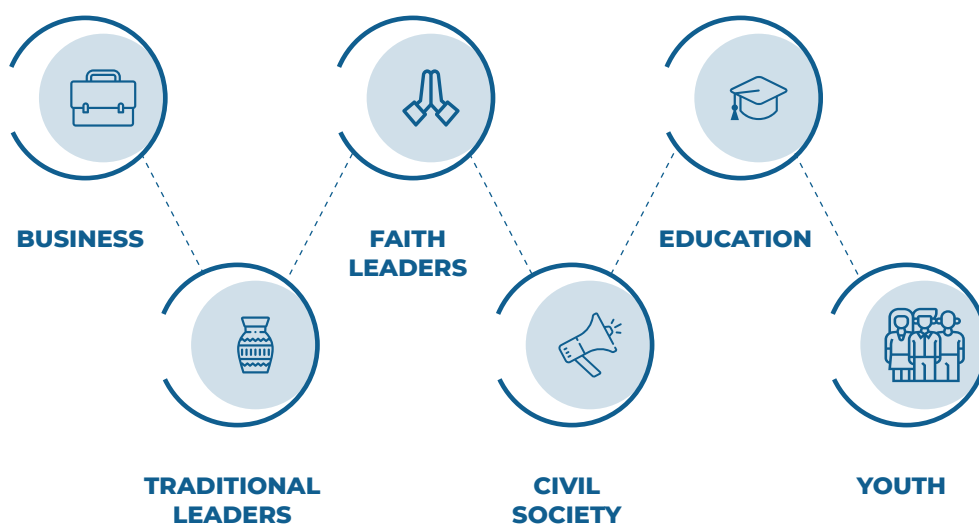 BUSINESS
FAITH
LEADERS
EDUCATION
TRADITIONAL
LEADERS
CIVIL
SOCIETY
YOUTH